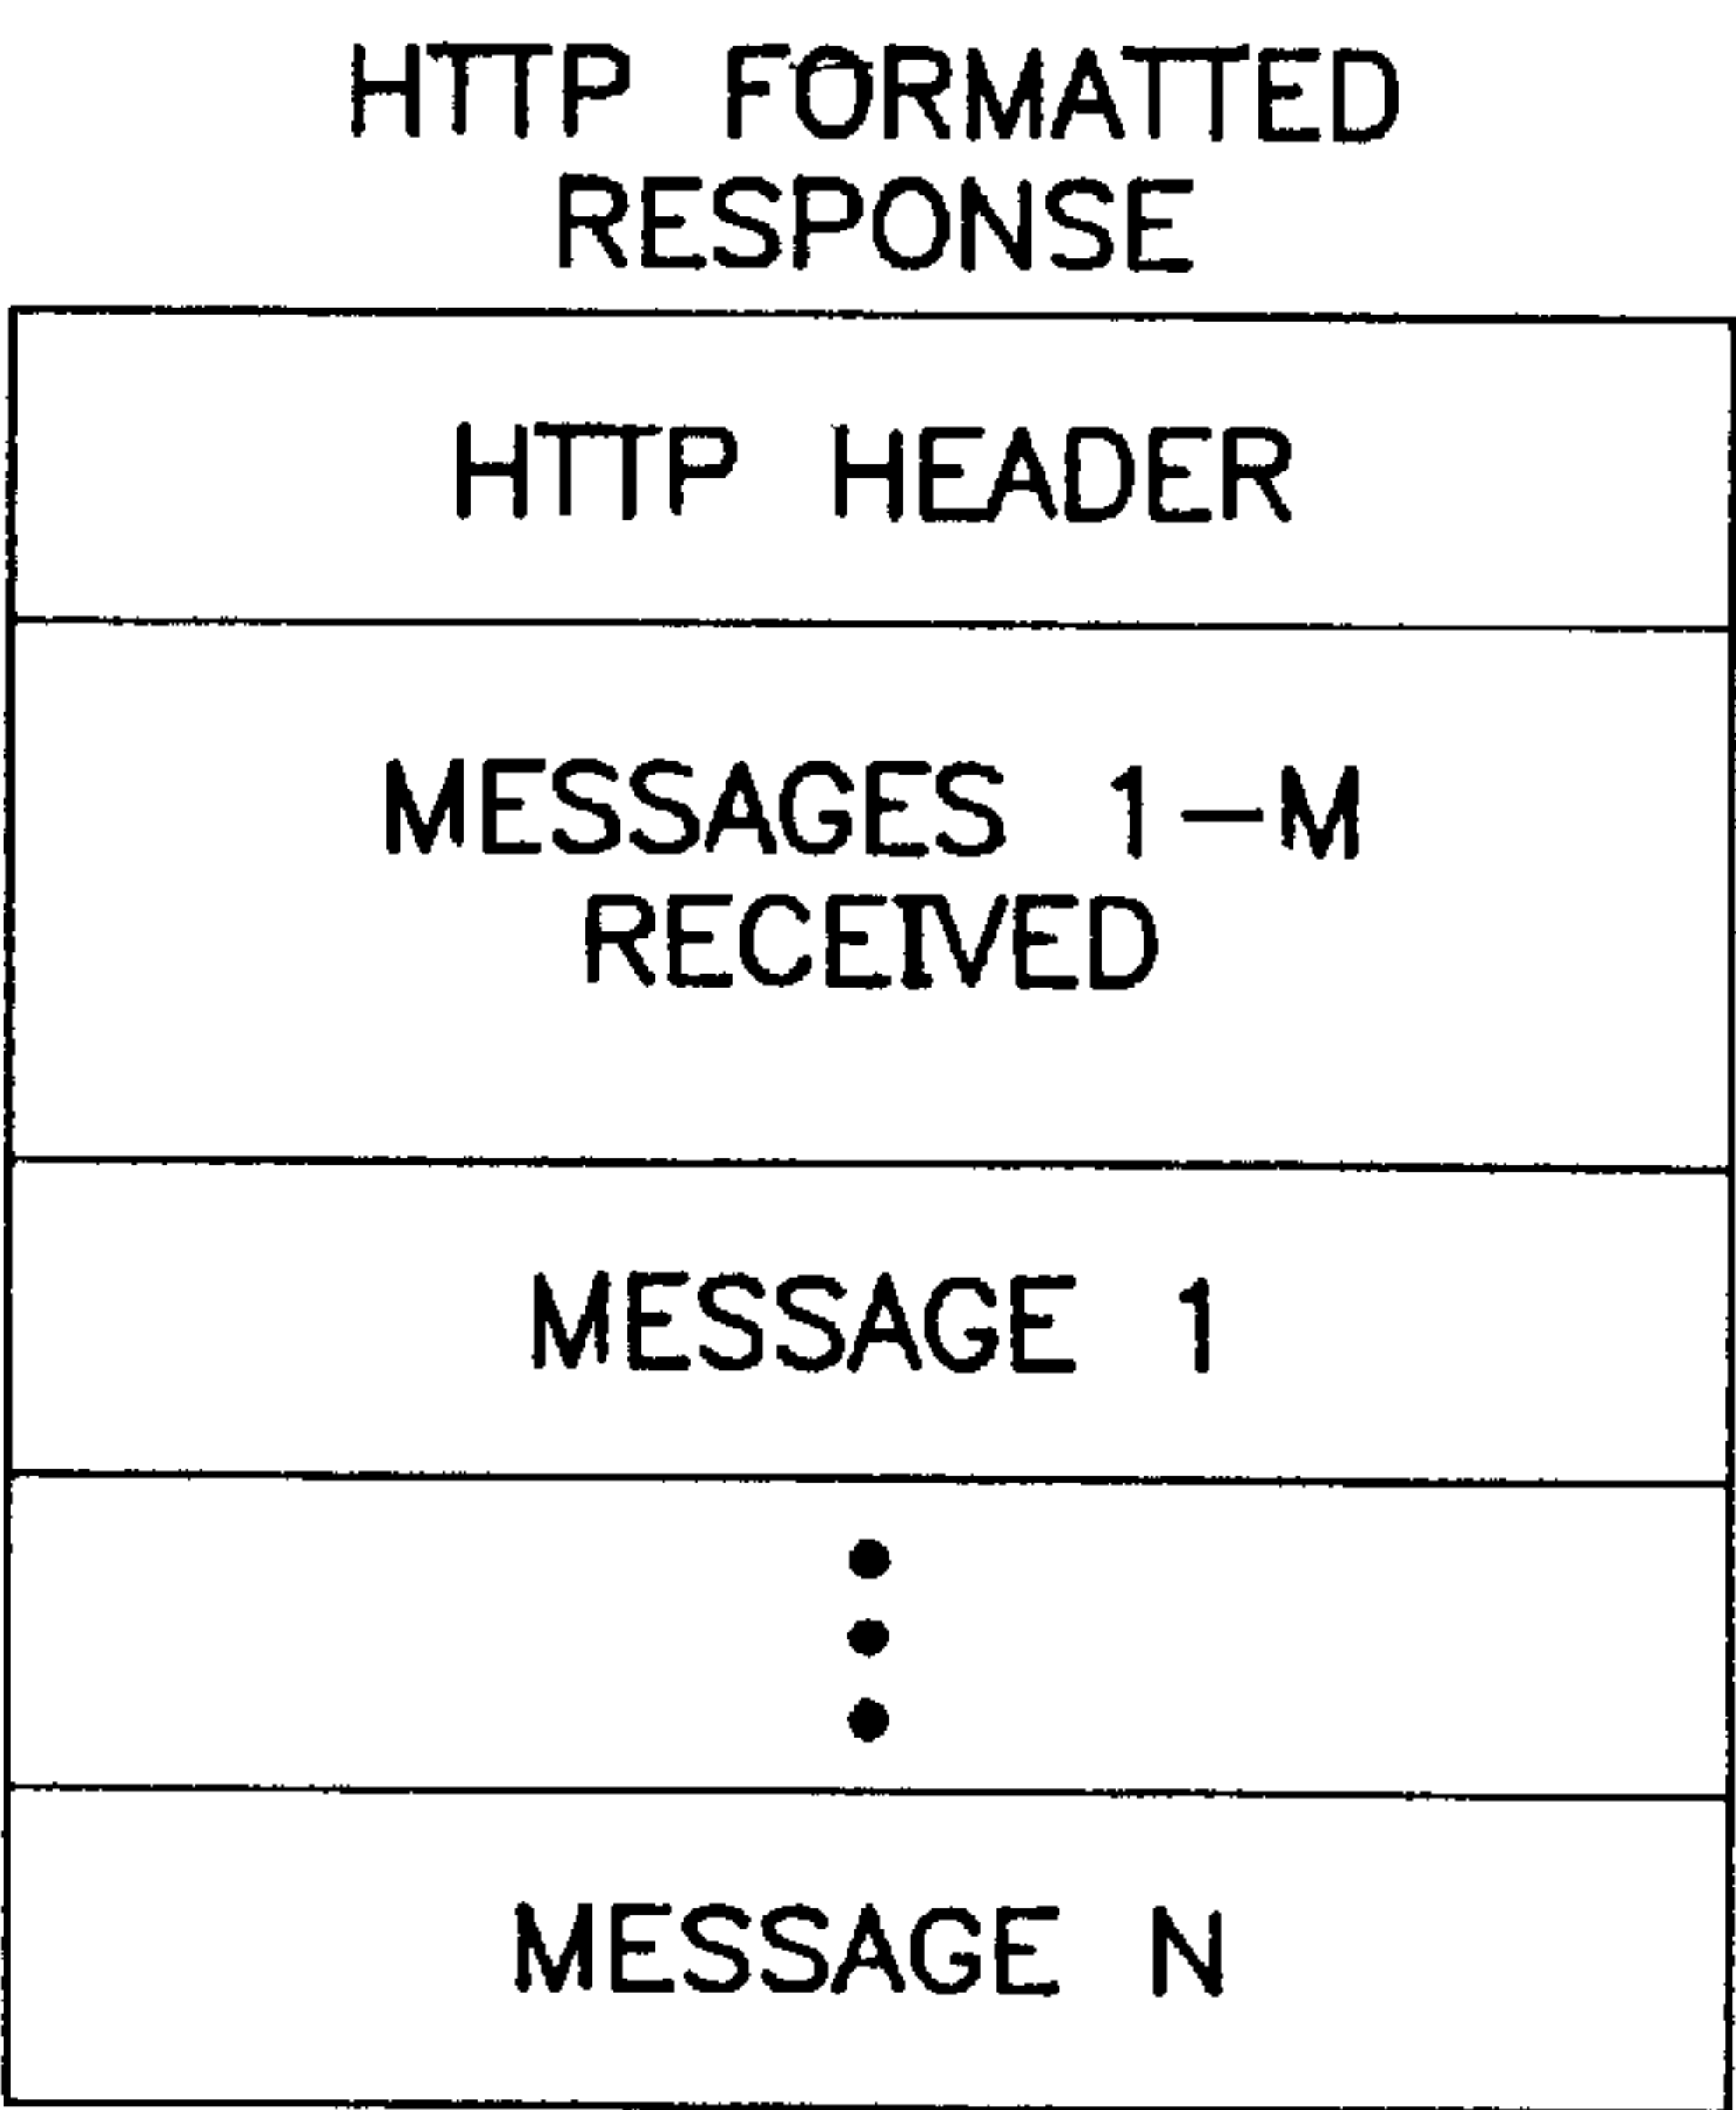 HTTP FORMATTED
RESPONSE
HTTP HEADER
MESSAGES 1-M
RECEIVED
MESSAGE 1
MESSAGE N